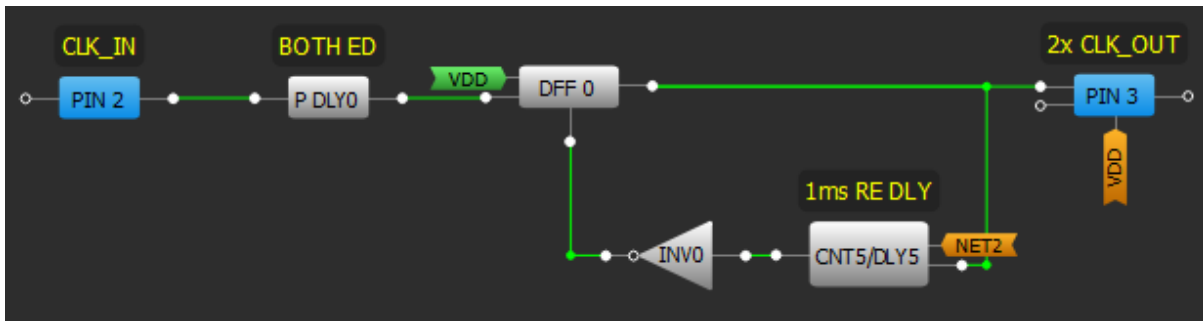 CLK_IN
BOTH ED
2x CLK_OUT
PIN 2
P DLY0
VDD
DFF 0
PIN 3
VDD
1ms RE DLY
INV0
CNT5/DLY5
NET2